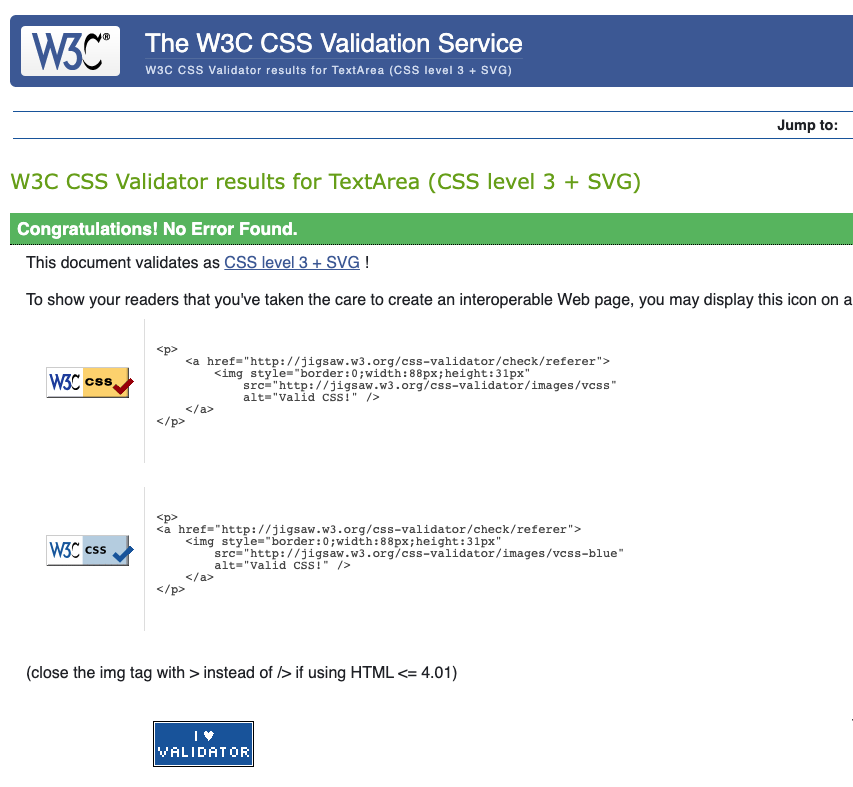 W3C®
The W3C CSS Validation Service
W3C CSS Validator results for TextArea (CSS level 3 + SVG)
Jump to:
W3C CSS Validator results for TextArea (CSS level 3 + SVG)
Congratulations! No Error Found.
This document validates as CSS level 3 + SVG !
To show your readers that you've taken the care to create an interoperable Web page, you may display this icon on a
W3C css
<p>
    <a href="http://jigsaw.w3.org/css-validator/check/referer">
        <img style="border:0;width:88px;height:31px"
            src="http://jigsaw.w3.org/css-validator/images/vcss"
            alt="Valid CSS!" />
    </a>
</p>
W3C css
<p>
<a href="http://jigsaw.w3.org/css-validator/check/referer">
    <img style="border:0;width:88px;height:31px"
        src="http://jigsaw.w3.org/css-validator/images/vcss-blue"
        alt="Valid CSS!" />
    </a>
</p>
(close the img tag with > instead of /> if using HTML <= 4.01)
I ♥
VALIDATOR